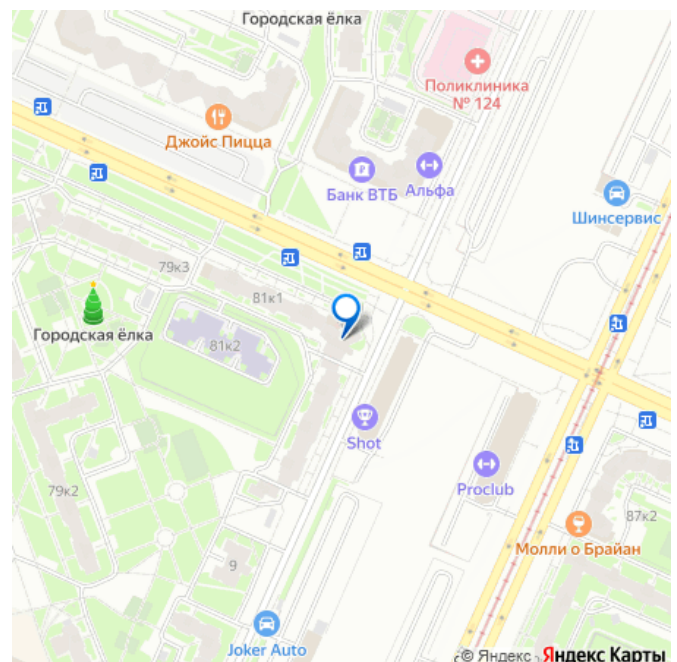 Городская ёлка
Поликлиника
№ 124
Джойс Пицца
Банк ВТБ
Альфа
Шинсервис
79к3
81к1
Городская ёлка
81к2
Shot
79к2
Proclub
87к2
Молли о Брайан
9
Joker Auto
© Яндекс Яндекс Карты